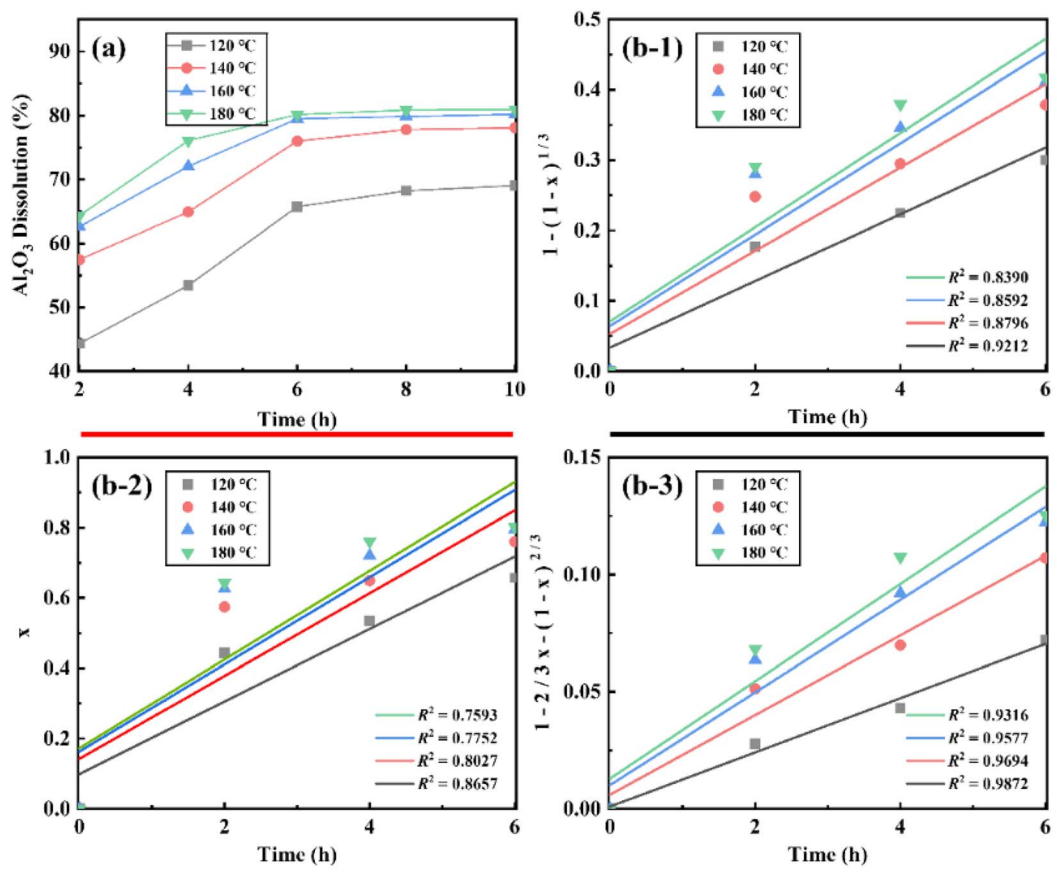 (a)
120 °C
140 °C
160 °C
180 °C
90
80
70
60
50
40
Al₂O₃ Dissolution (%)
2 4 6 8 10
Time (h)
(b-1)
120 °C
140 °C
160 °C
180 °C
0.5
0.4
0.3
0.2
0.1
0.0
1 - ( 1 - x ) ^1/3
R² = 0.8390
R² = 0.8592
R² = 0.8796
R² = 0.9212
0 2 4 6
Time (h)
(b-2)
120 °C
140 °C
160 °C
180 °C
1.0
0.8
0.6
0.4
0.2
0.0
x
R² = 0.7593
R² = 0.7752
R² = 0.8027
R² = 0.8657
0 2 4 6
Time (h)
(b-3)
120 °C
140 °C
160 °C
180 °C
0.15
0.10
0.05
0.00
1 - 2 / 3 x - ( 1 - x ) ^2/3
R² = 0.9316
R² = 0.9577
R² = 0.9694
R² = 0.9872
0 2 4 6
Time (h)